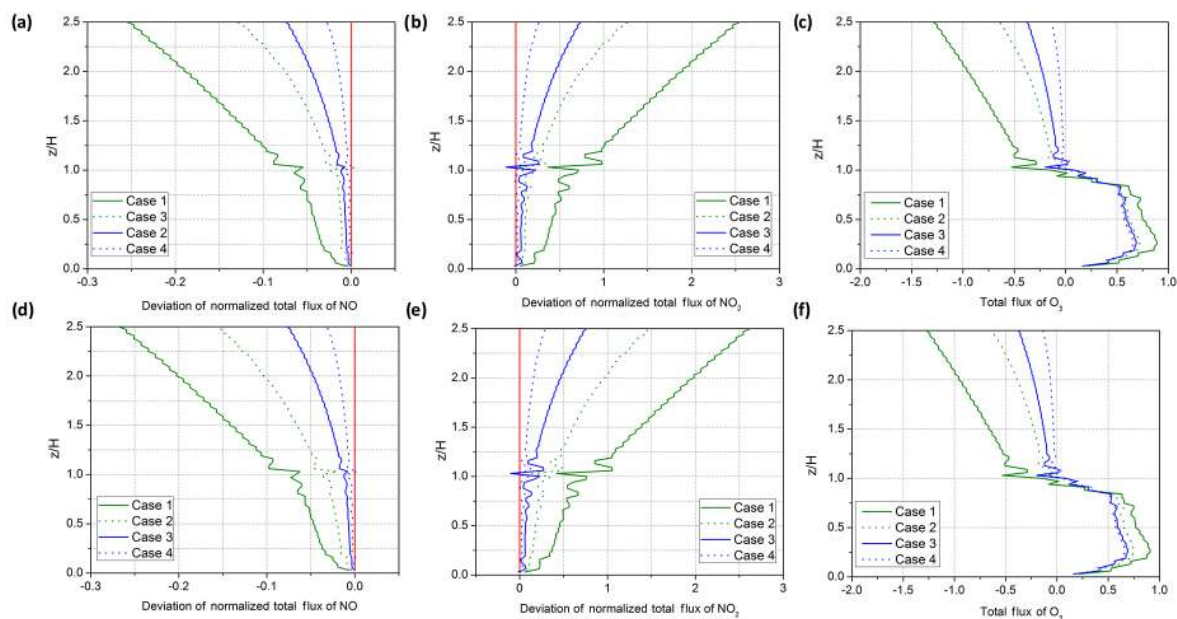 (a)
2.5
2.0
1.5
1.0
0.5
0.0
z/H
Case 1
Case 3
Case 2
Case 4
-0.3 -0.2 -0.1 -0.0
Deviation of normalized total flux of NO
(b)
2.5
2.0
1.5
1.0
0.5
0.0
z/H
Case 1
Case 2
Case 3
Case 4
0 1 2 3
Deviation of normalized total flux of NO₂
(c)
2.5
2.0
1.5
1.0
0.5
0.0
z/H
Case 1
Case 2
Case 3
Case 4
-2.0 -1.5 -1.0 -0.5 0.0 0.5 1.0
Total flux of O₃
(d)
2.5
2.0
1.5
1.0
0.5
0.0
z/H
Case 1
Case 2
Case 3
Case 4
-0.3 -0.2 -0.1 0.0
Deviation of normalized total flux of NO
(e)
2.5
2.0
1.5
1.0
0.5
0.0
z/H
Case 1
Case 2
Case 3
Case 4
0 1 2 3
Deviation of normalized total flux of NO₂
(f)
2.5
2.0
1.5
1.0
0.5
0.0
z/H
Case 1
Case 2
Case 3
Case 4
-2.0 -1.5 -1.0 -0.5 0.0 0.5 1.0
Total flux of O₃